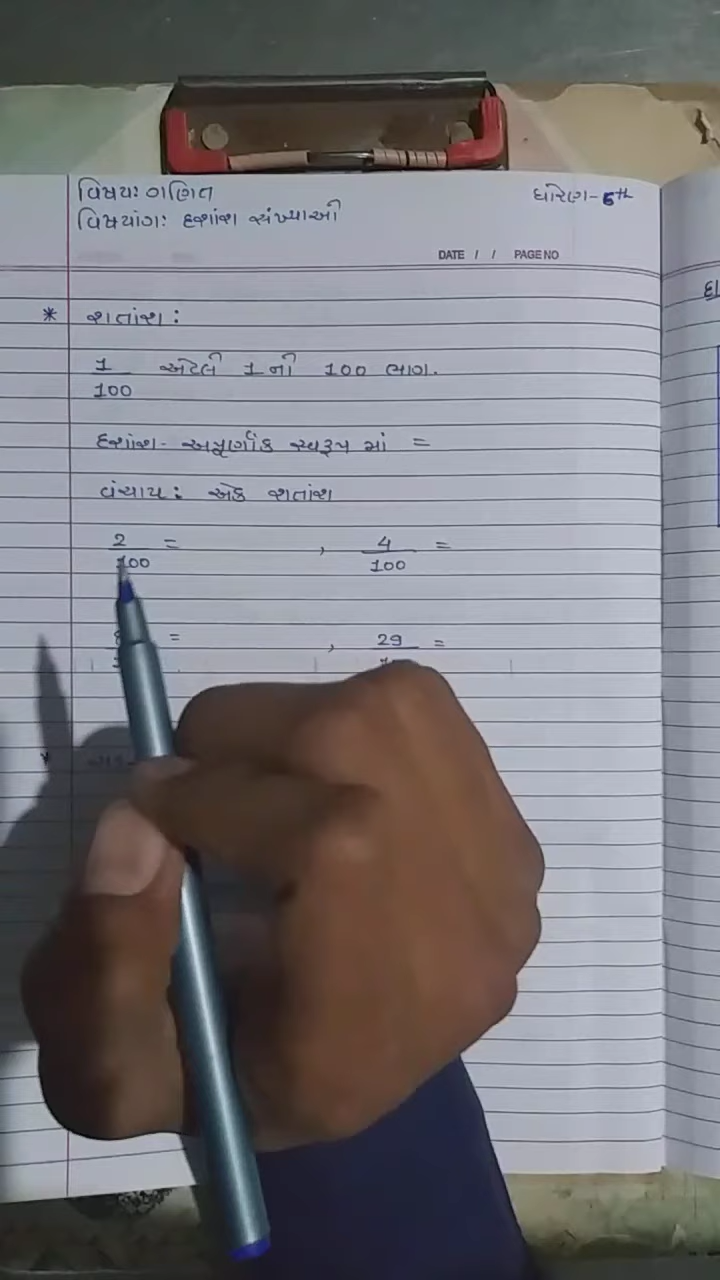 વિષય: ગણિત ધોરણ-6th
વિષયાંગ: દશાંશ સંખ્યાઓ
DATE / / PAGE NO
* શતાંશ :
1/100 એટલે 1 ના 100 ભાગ.
દશાંશ- અપૂર્ણાંક સ્વરૂપ માં =
વંચાય: એક શતાંશ
2/100 = , 4/100 =
= , 29 =